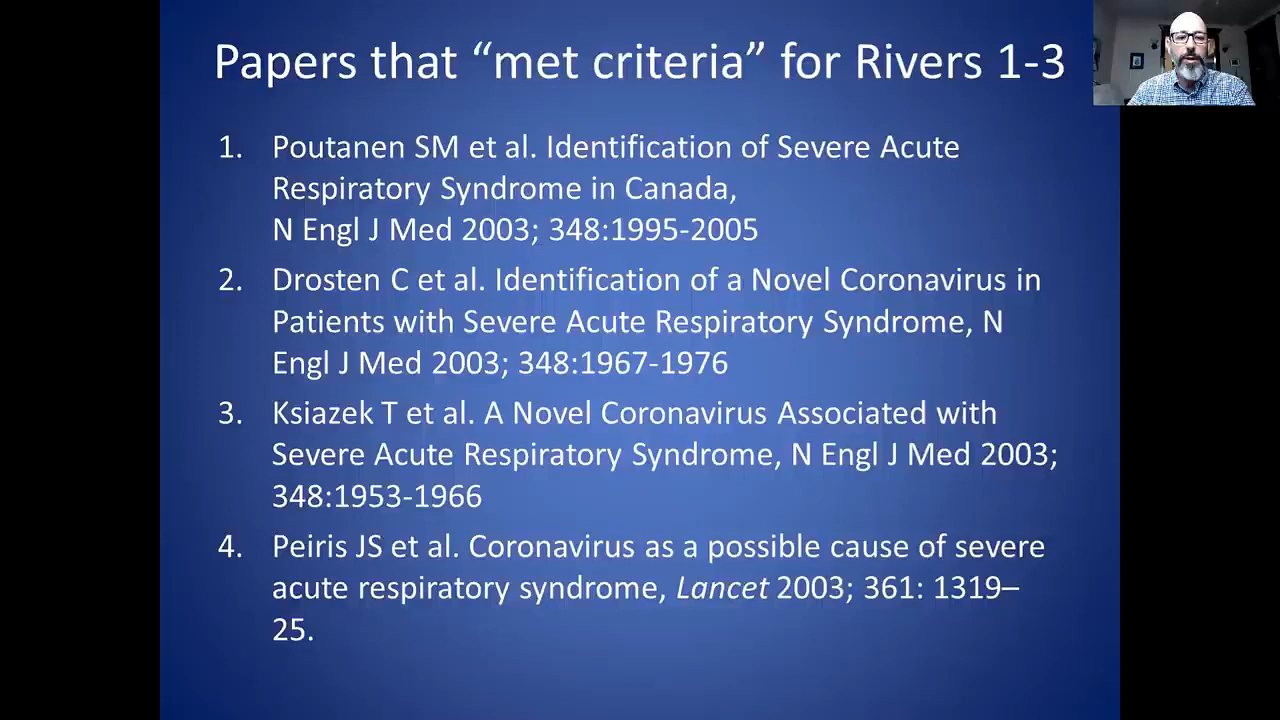 Papers that “met criteria” for Rivers 1-3
1. Poutanen SM et al. Identification of Severe Acute
Respiratory Syndrome in Canada,
N Engl J Med 2003; 348:1995-2005
2. Drosten C et al. Identification of a Novel Coronavirus in
Patients with Severe Acute Respiratory Syndrome, N
Engl J Med 2003; 348:1967-1976
3. Ksiazek T et al. A Novel Coronavirus Associated with
Severe Acute Respiratory Syndrome, N Engl J Med 2003;
348:1953-1966
4. Peiris JS et al. Coronavirus as a possible cause of severe
acute respiratory syndrome, Lancet 2003; 361: 1319–
25.